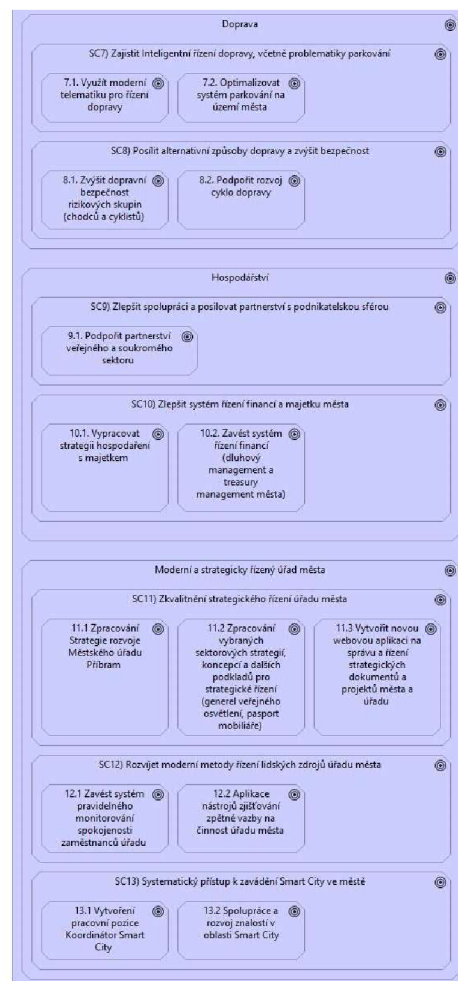 Doprava
SC7) Zajistit Inteligentní řízení dopravy, včetně problematiky parkování
7.1. Využít moderní
telematiku pro řízení
dopravy
7.2. Optimalizovat
systém parkování na
území města
SC8) Posílit alternativní způsoby dopravy a zvýšit bezpečnost
8.1. Zvýšit dopravní
bezpečnost
rizikových skupin
(chodců a cyklistů)
8.2. Podpořit rozvoj
cyklo dopravy
Hospodářství
SC9) Zlepšit spolupráci a posilovat partnerství s podnikatelskou sférou
9.1. Podpořit partnerství
veřejného a soukromého
sektoru
SC10) Zlepšit systém řízení financí a majetku města
10.1. Vypracovat
strategii hospodaření
s majetkem
10.2. Zavést systém
řízení financí
(dluhový
management a
treasury
management města)
Moderní a strategicky řízený úřad města
SC11) Zkvalitnění strategického řízení úřadu města
11.1 Zpracování
Strategie rozvoje
Městského úřadu
Příbram
11.2 Zpracování
vybraných
sektorových strategií,
koncepcí a dalších
podkladů pro
strategické řízení
(generel veřejného
osvětlení, pasport
mobiliáře)
11.3 Vytvořit novou
webovou aplikaci na
správu a řízení
strategických
dokumentů a
projektů města a
úřadu
SC12) Rozvíjet moderní metody řízení lidských zdrojů úřadu města
12.1 Zavést systém
pravidelného
monitorování
spokojenosti
zaměstnanců úřadu
12.2 Aplikace
nástrojů zjišťování
zpětné vazby na
činnost úřadu města
SC13) Systematický přístup k zavádění Smart City ve městě
13.1 Vytvoření
pracovní pozice
Koordinátor Smart
City
13.2 Spolupráce a
rozvoj znalostí v
oblasti Smart City